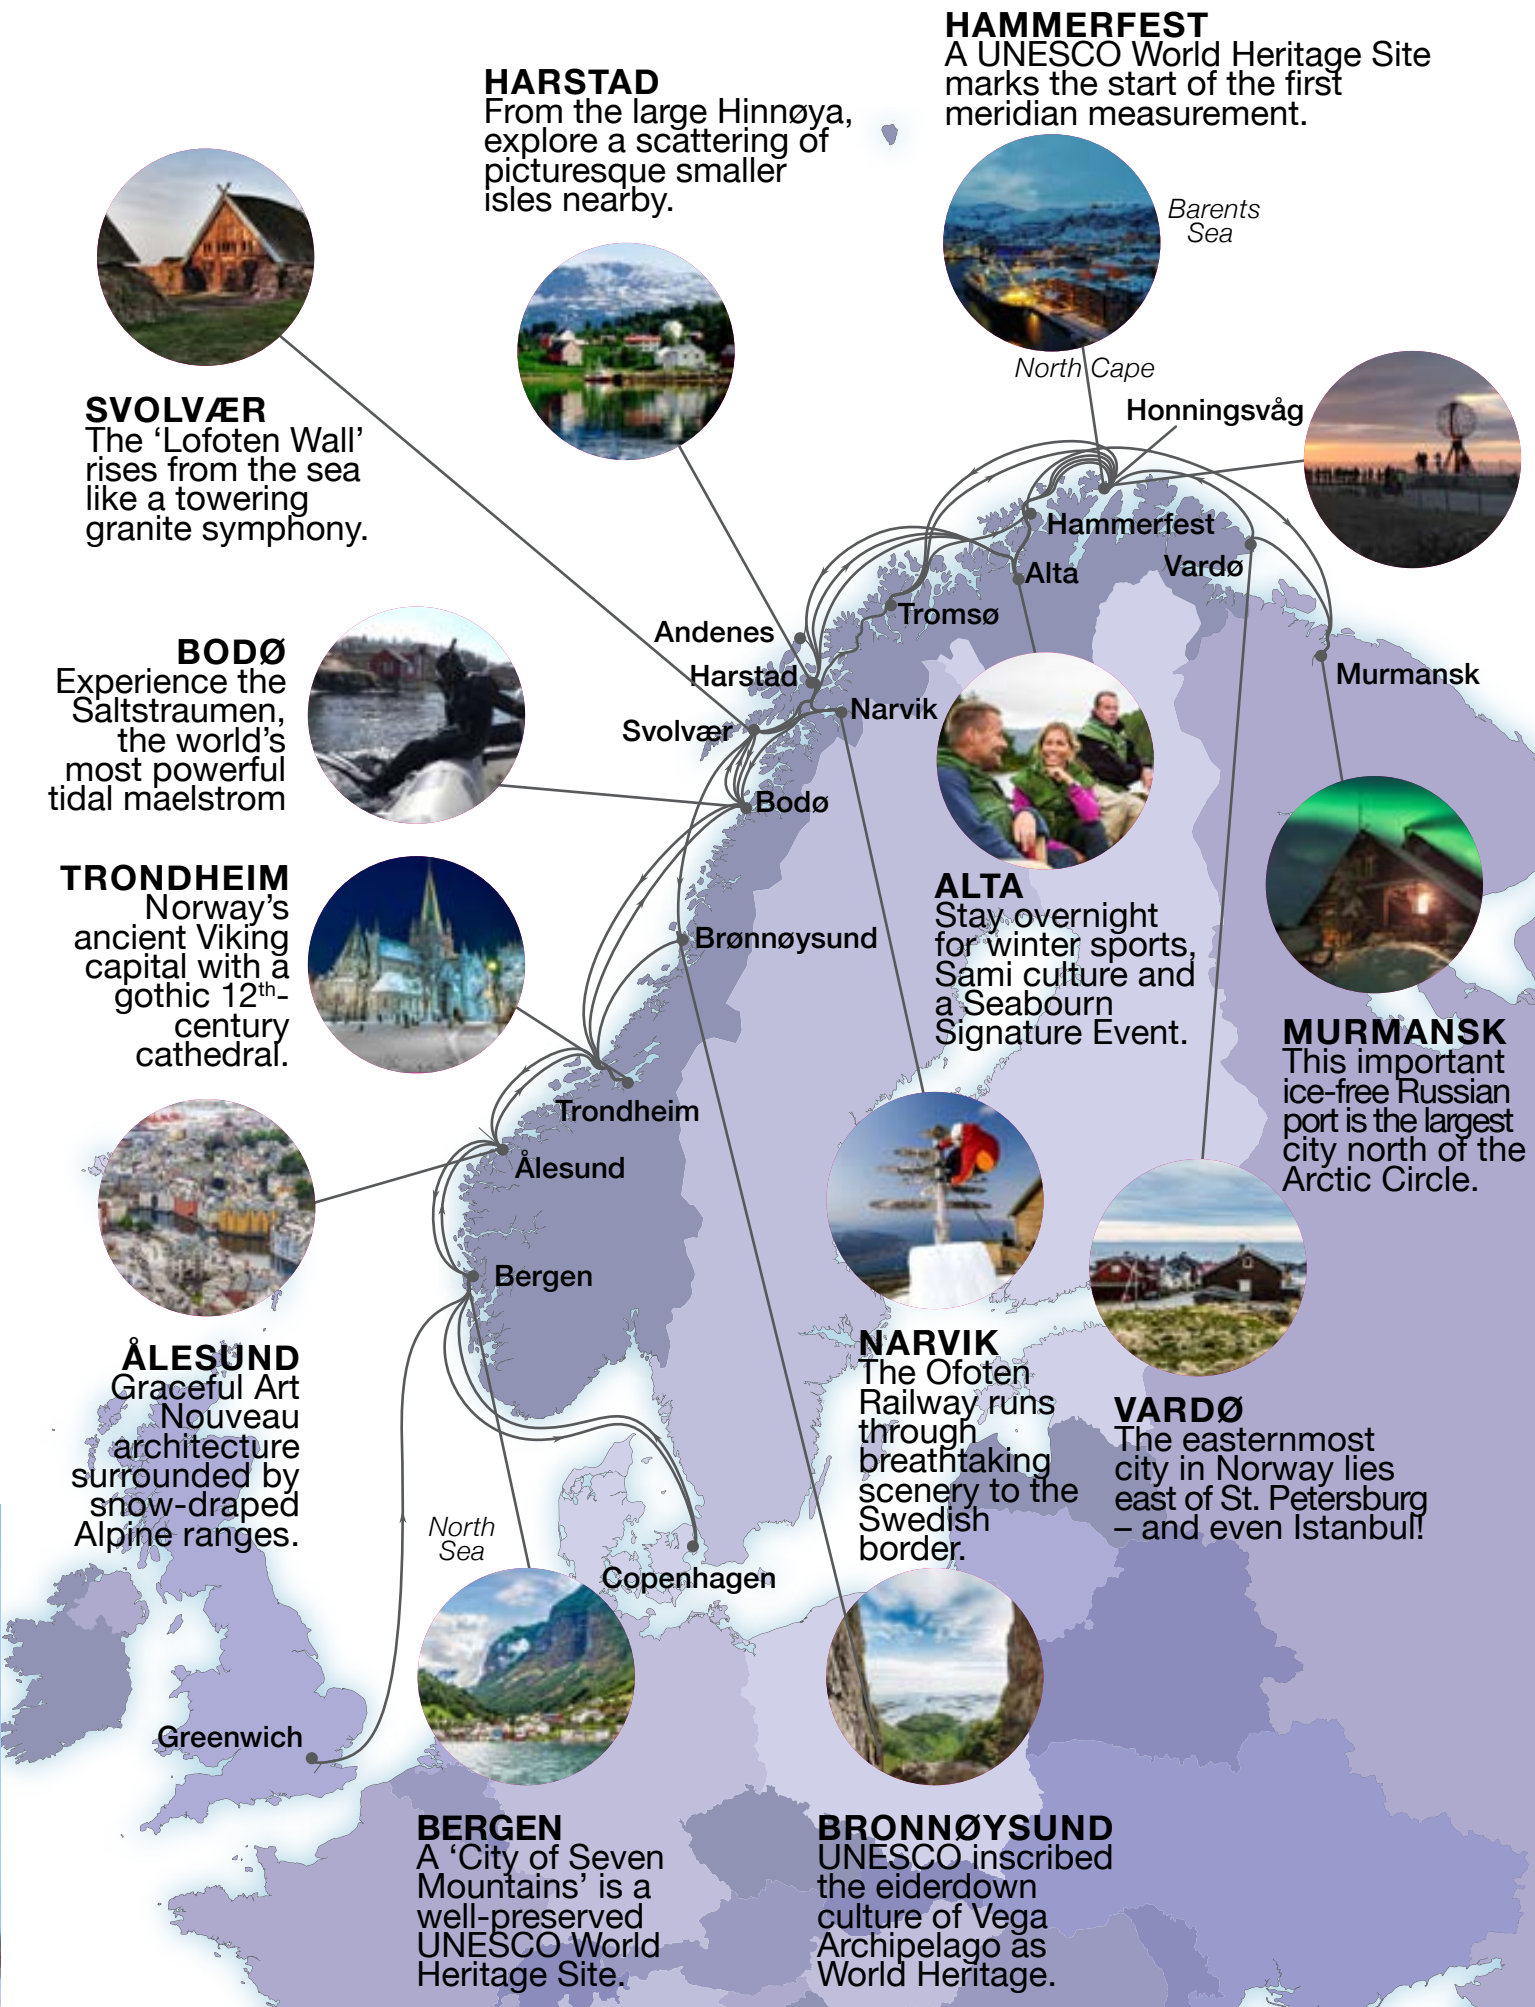 HAMMERFEST
A UNESCO World Heritage Site
marks the start of the first
meridian measurement.
HARSTAD
From the large Hinnøya,
explore a scattering of
picturesque smaller
isles nearby.
Barents
Sea
North Cape
Honningsvåg
SVOLVÆR
The ‘Lofoten Wall’
rises from the sea
like a towering
granite symphony.
Hammerfest
Vardø
Alta
Tromsø
Andenes
Harstad
Murmansk
Narvik
Svolvær
BODØ
Experience the
Saltstraumen,
the world’s
most powerful
tidal maelstrom
Bodø
TRONDHEIM
Norway’s
ancient Viking
capital with a
gothic 12th-
century
cathedral.
ALTA
Stay overnight
for winter sports,
Sami culture and
a Seabourn
Signature Event.
Brønnøysund
MURMANSK
This important
ice-free Russian
port is the largest
city north of the
Arctic Circle.
Trondheim
Ålesund
Bergen
ÅLESUND
Graceful Art
Nouveau
architecture
surrounded by
snow-draped
Alpine ranges.
NARVIK
The Ofoten
Railway runs
through
breathtaking
scenery to the
Swedish
border.
VARDØ
The easternmost
city in Norway lies
east of St. Petersburg
– and even Istanbul!
North
Sea
Copenhagen
Greenwich
BERGEN
A ‘City of Seven
Mountains’ is a
well-preserved
UNESCO World
Heritage Site.
BRONNØYSUND
UNESCO inscribed
the eiderdown
culture of Vega
Archipelago as
World Heritage.